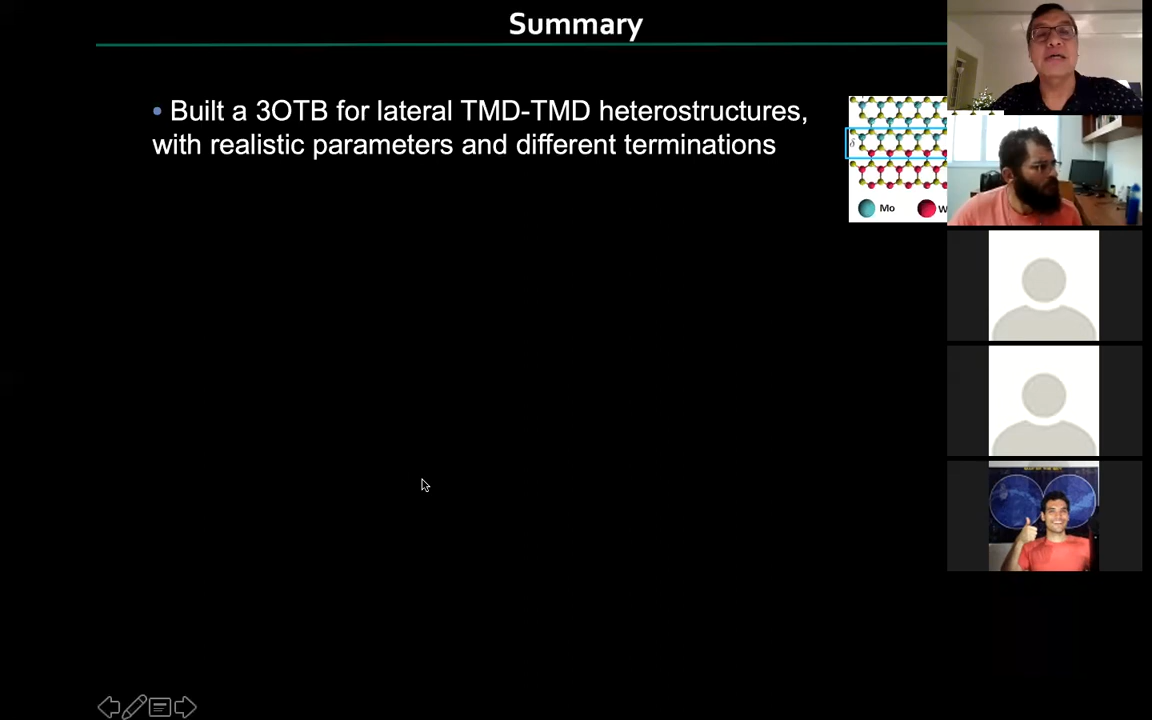 Summary
• Built a 3OTB for lateral TMD-TMD heterostructures,
with realistic parameters and different terminations
Mo
W